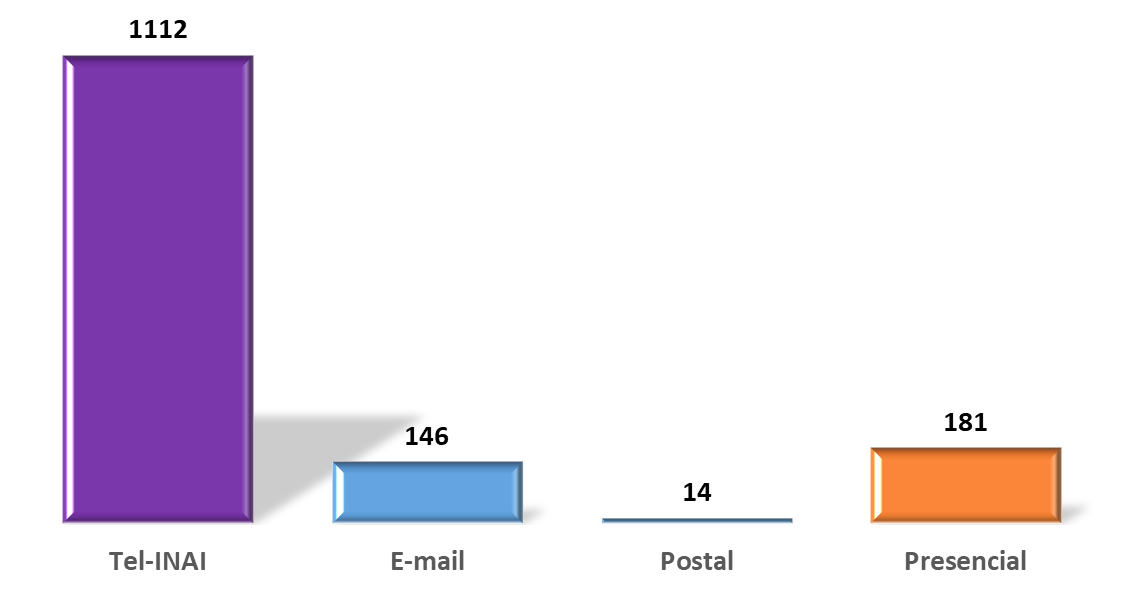 1112
146
14
181
Tel-INAI
E-mail
Postal
Presencial